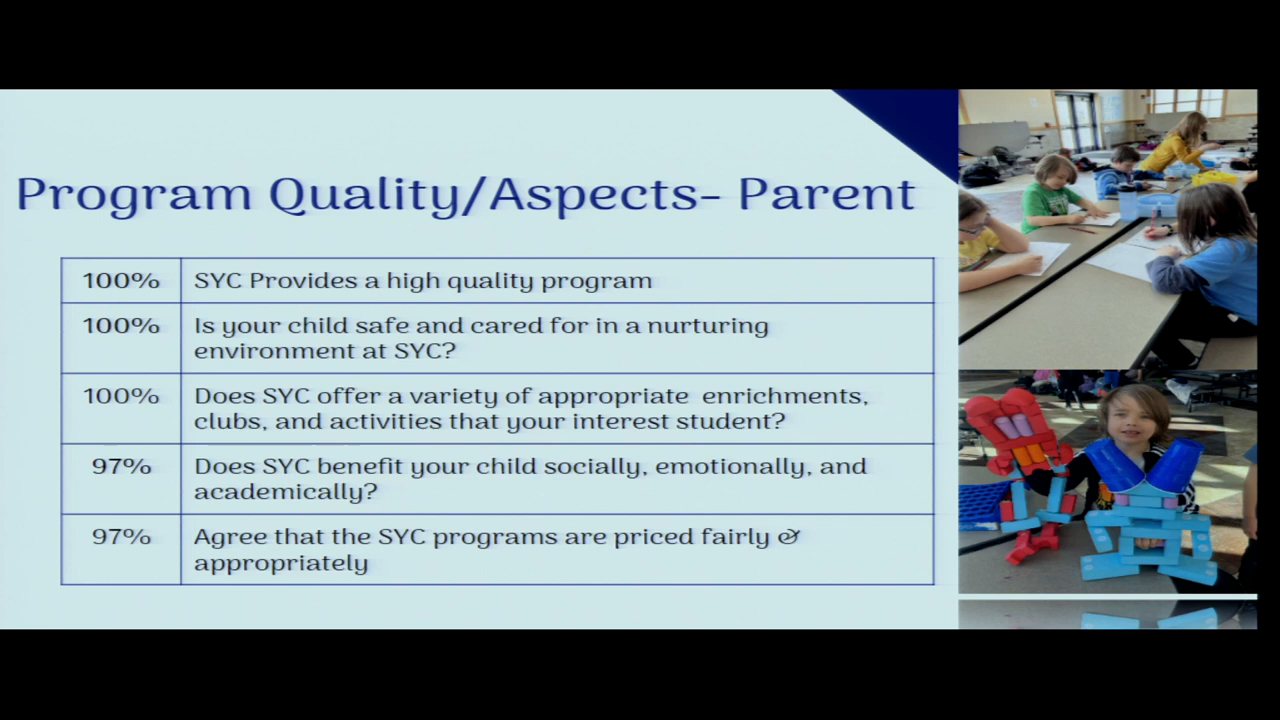 Program Quality/Aspects- Parent
100% SYC Provides a high quality program
100% Is your child safe and cared for in a nurturing
environment at SYC?
100% Does SYC offer a variety of appropriate enrichments,
clubs, and activities that your interest student?
97% Does SYC benefit your child socially, emotionally, and
academically?
97% Agree that the SYC programs are priced fairly &
appropriately